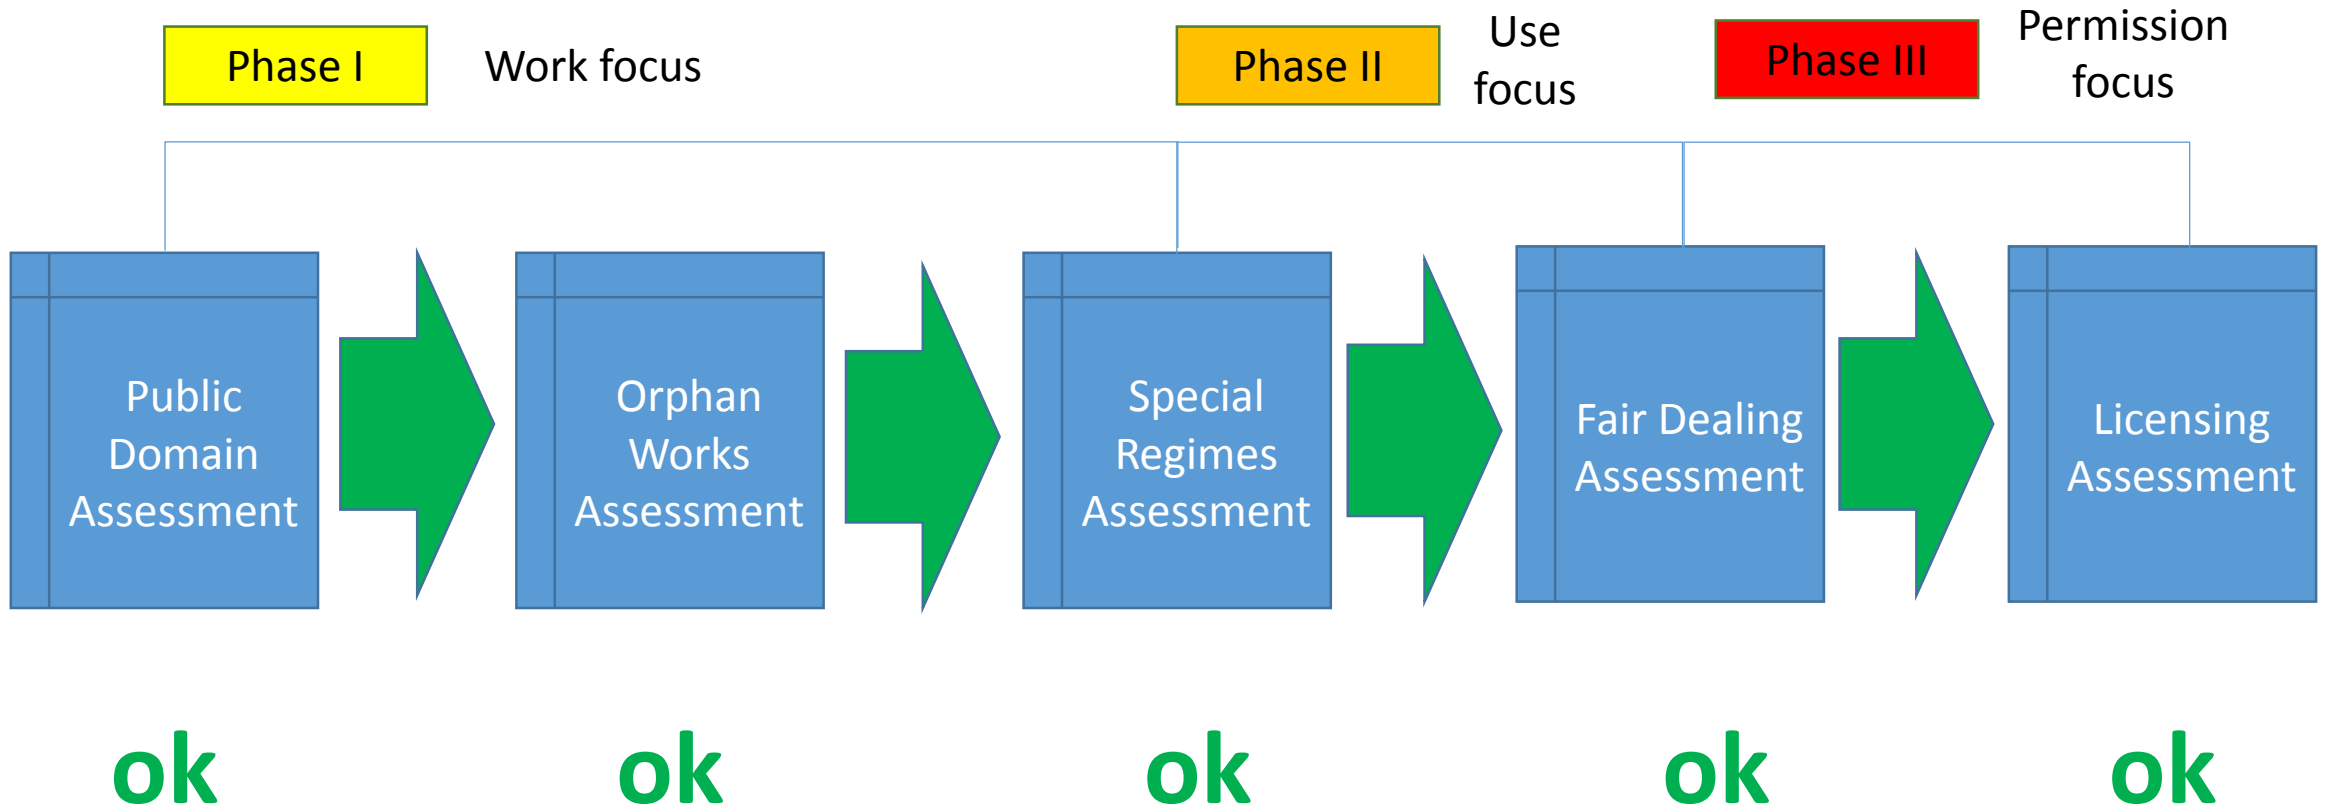 Phase I
Work focus
Phase II
Use
focus
Phase III
Permission
focus
Public
Domain
Assessment
Orphan
Works
Assessment
Special
Regimes
Assessment
Fair Dealing
Assessment
Licensing
Assessment
ok
ok
ok
ok
ok